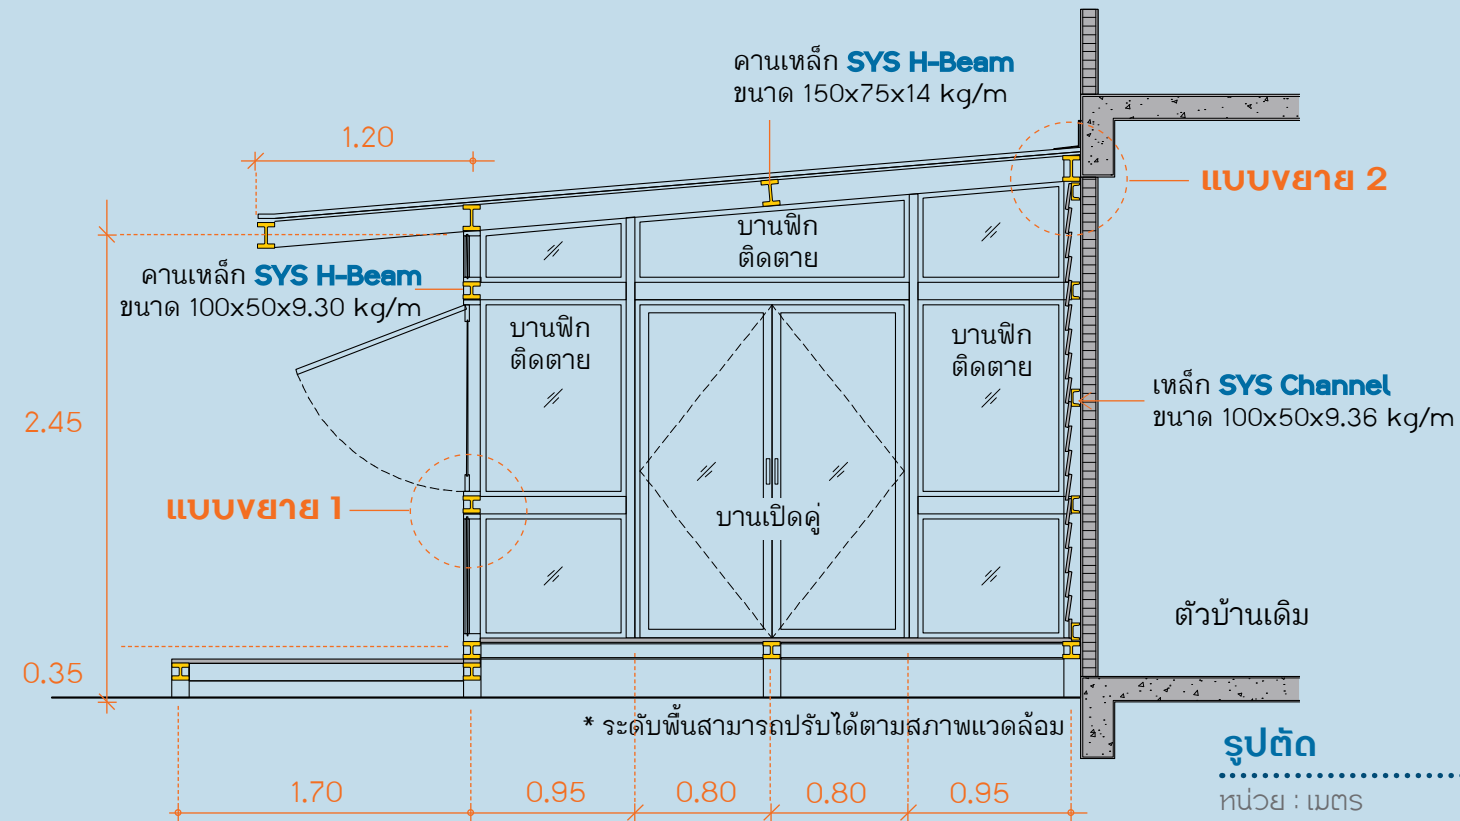 คานเหล็ก SYS H-Beam
ขนาด 150x75x14 kg/m
1.20
แบบขยาย 2
บานฟิก
ติดตาย
คานเหล็ก SYS H-Beam
ขนาด 100x50x9.30 kg/m
บานฟิก
ติดตาย
บานฟิก
ติดตาย
เหล็ก SYS Channel
ขนาด 100x50x9.36 kg/m
2.45
แบบขยาย 1
บานเปิดคู่
ตัวบ้านเดิม
0.35
* ระดับพื้นสามารถปรับได้ตามสภาพแวดล้อม
รูปตัด
หน่วย : เมตร
1.70
0.95
0.80
0.80
0.95